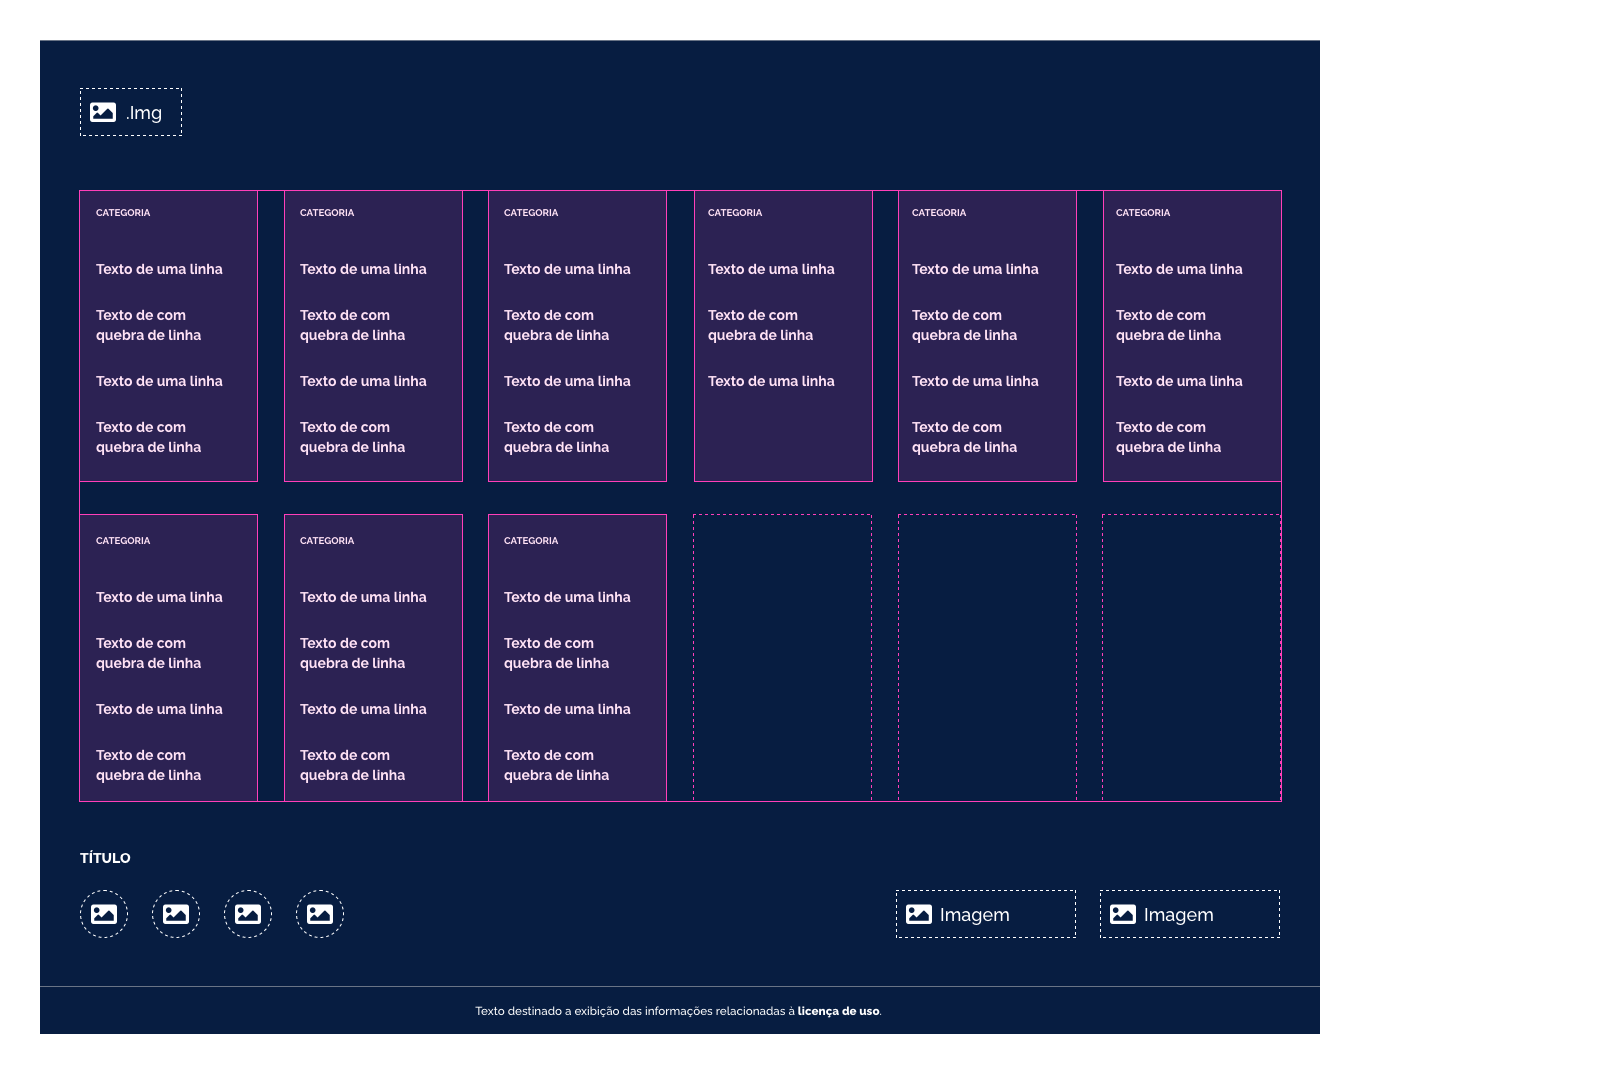 .Img
CATEGORIA
Texto de uma linha
Texto de com
quebra de linha
Texto de uma linha
Texto de com
quebra de linha
CATEGORIA
Texto de uma linha
Texto de com
quebra de linha
Texto de uma linha
Texto de com
quebra de linha
CATEGORIA
Texto de uma linha
Texto de com
quebra de linha
Texto de uma linha
Texto de com
quebra de linha
CATEGORIA
Texto de uma linha
Texto de com
quebra de linha
Texto de uma linha
CATEGORIA
Texto de uma linha
Texto de com
quebra de linha
Texto de uma linha
Texto de com
quebra de linha
CATEGORIA
Texto de uma linha
Texto de com
quebra de linha
Texto de uma linha
Texto de com
quebra de linha
CATEGORIA
Texto de uma linha
Texto de com
quebra de linha
Texto de uma linha
Texto de com
quebra de linha
CATEGORIA
Texto de uma linha
Texto de com
quebra de linha
Texto de uma linha
Texto de com
quebra de linha
CATEGORIA
Texto de uma linha
Texto de com
quebra de linha
Texto de uma linha
Texto de com
quebra de linha
TÍTULO
Imagem
Imagem
Texto destinado a exibição das informações relacionadas à licença de uso.